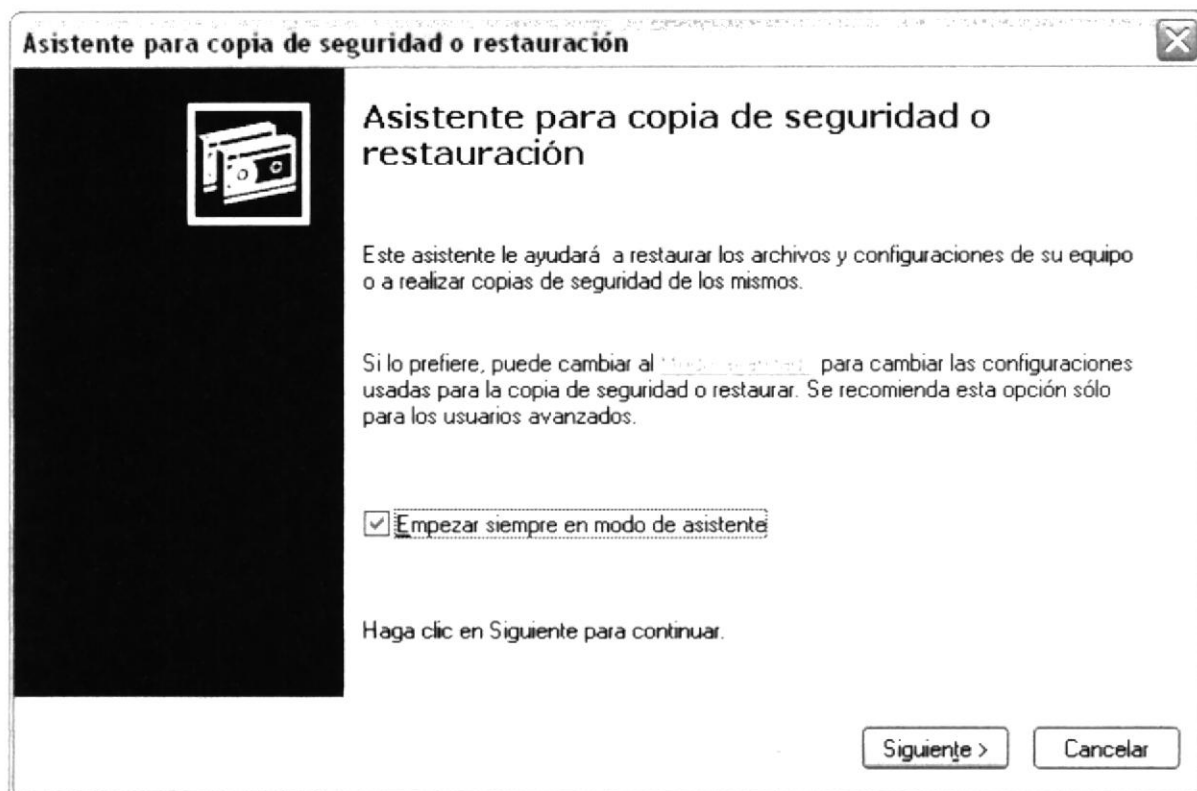 Asistente para copia de seguridad o restauración
Asistente para copia de seguridad o
restauración
Este asistente le ayudará a restaurar los archivos y configuraciones de su equipo
o a realizar copias de seguridad de los mismos.
Si lo prefiere, puede cambiar al para cambiar las configuraciones
usadas para la copia de seguridad o restaurar. Se recomienda esta opción sólo
para los usuarios avanzados.
Empezar siempre en modo de asistente
Haga clic en Siguiente para continuar.
Siguiente >
Cancelar